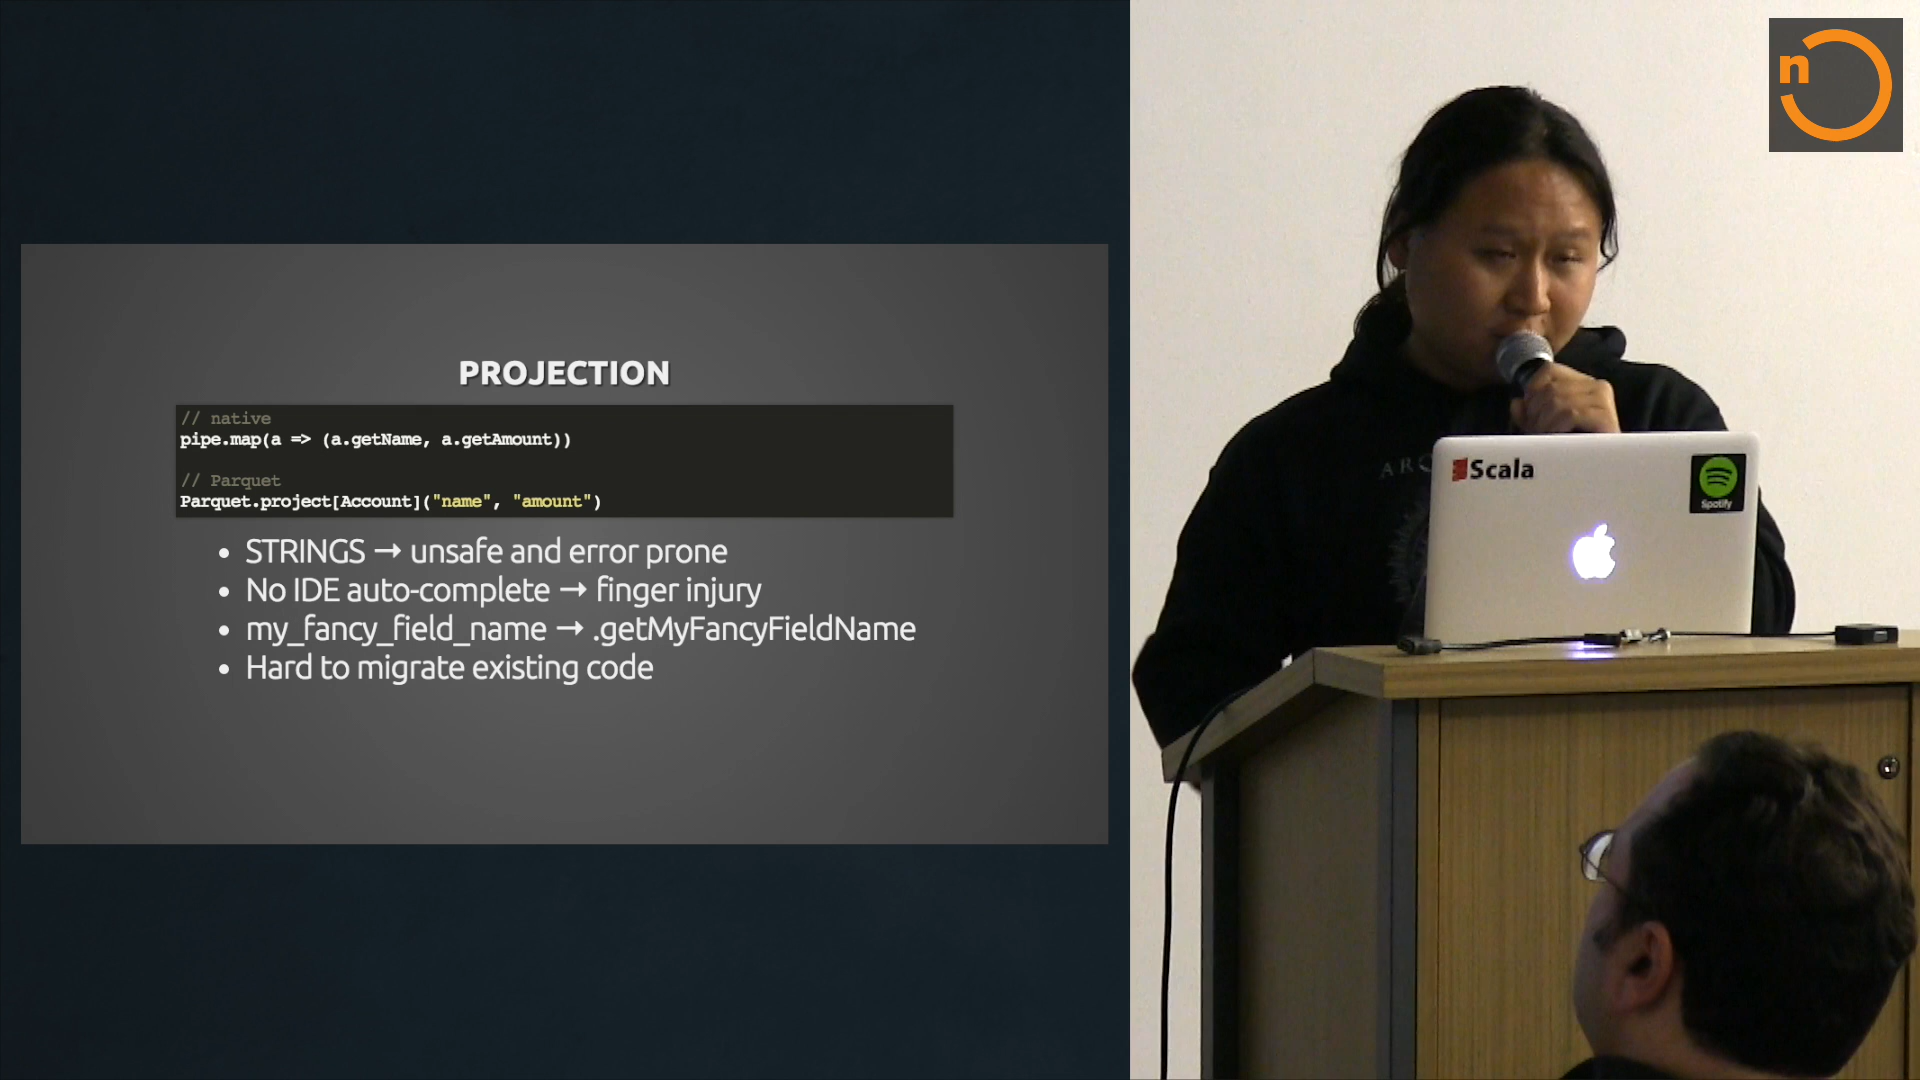 PROJECTION
// native
pipe.map(a => (a.getName, a.getAmount))
// Parquet
Parquet.project[Account]("name", "amount")
• STRINGS → unsafe and error prone
• No IDE auto-complete → finger injury
• my_fancy_field_name → .getMyFancyFieldName
• Hard to migrate existing code
n
Scala
Spotify